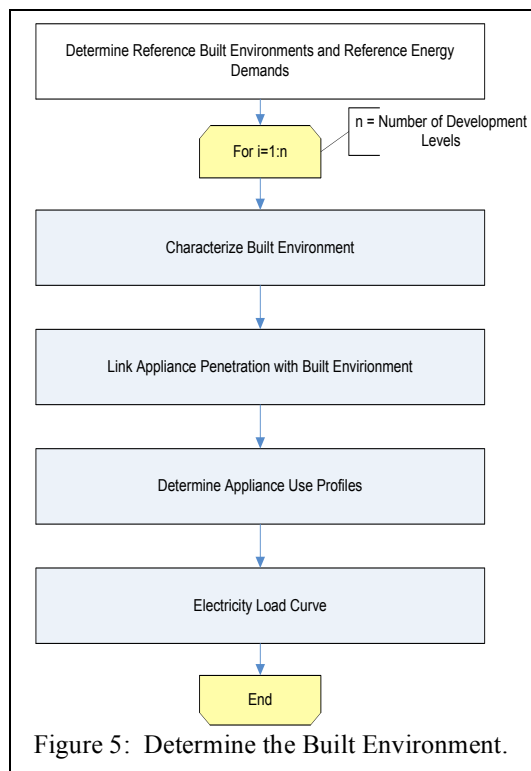 Determine Reference Built Environments and Reference Energy
Demands
For i=1:n
n = Number of Development
Levels
Characterize Built Environment
Link Appliance Penetration with Built Envirionment
Determine Appliance Use Profiles
Electricity Load Curve
End
Figure 5: Determine the Built Environment.